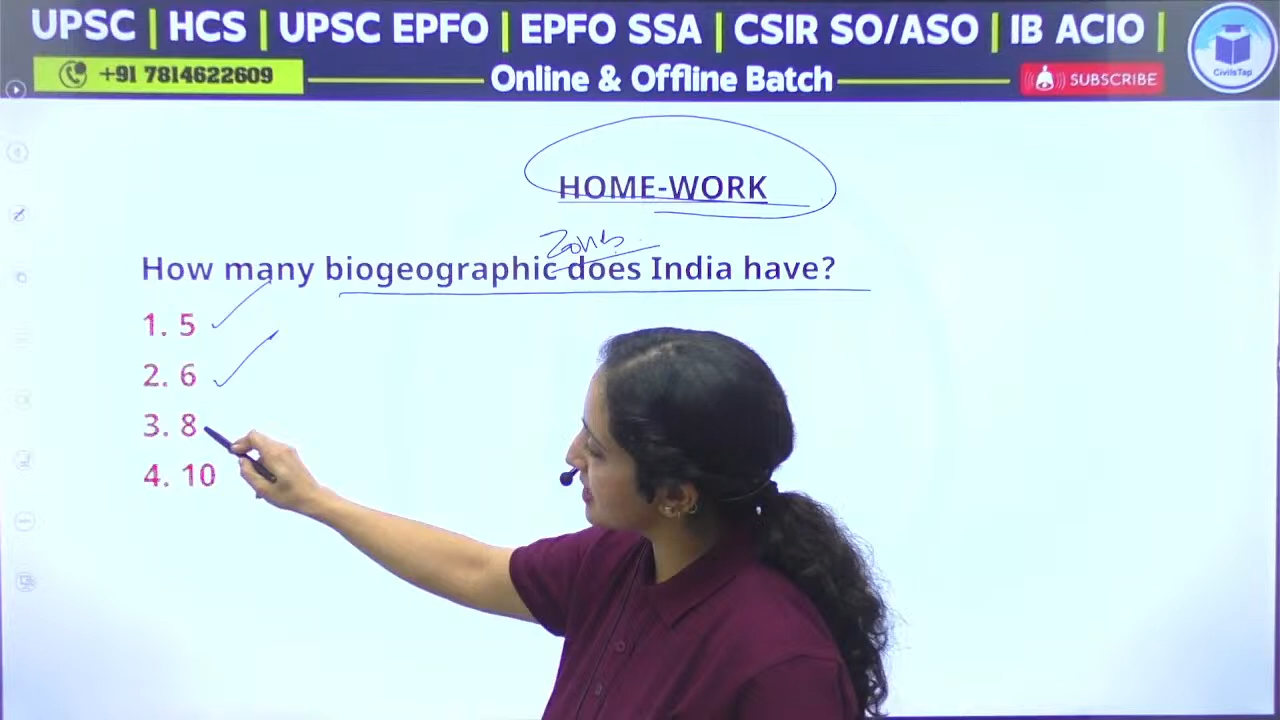 UPSC | HCS | UPSC EPFO | EPFO SSA | CSIR SO/ASO | IB ACIO |
+91 7814622609
Online & Offline Batch
SUBSCRIBE
CivilsTap
HOME-WORK
Zones
How many biogeographic does India have?
1. 5
2. 6
3. 8
4. 10